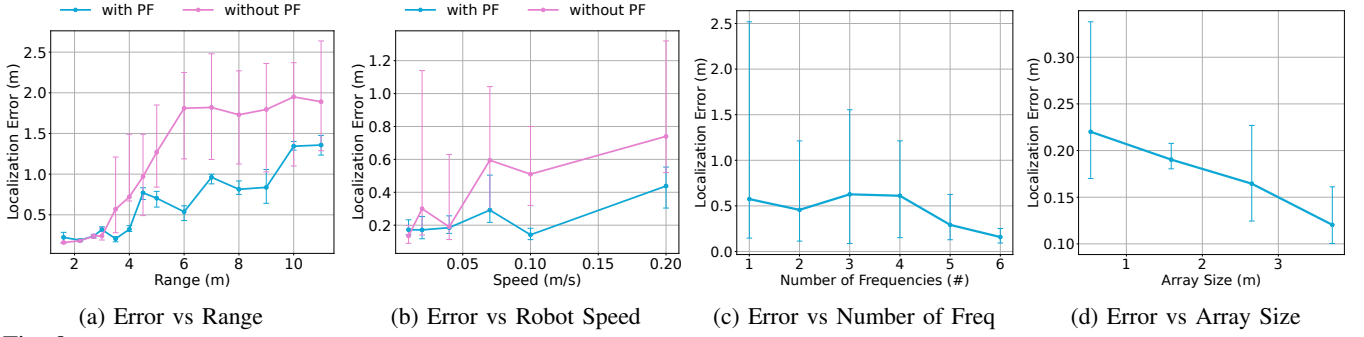 with PF without PF
with PF without PF
2.5
2.0
1.5
1.0
0.5
2 4 6 8 10
Localization Error (m)
Range (m)
1.2
1.0
0.8
0.6
0.4
0.2
0.05 0.10 0.15 0.20
Localization Error (m)
Speed (m/s)
2.5
2.0
1.5
1.0
0.5
0.0
1 2 3 4 5 6
Localization Error (m)
Number of Frequencies (#)
0.30
0.25
0.20
0.15
0.10
1 2 3
Localization Error (m)
Array Size (m)
(a) Error vs Range
(b) Error vs Robot Speed
(c) Error vs Number of Freq
(d) Error vs Array Size